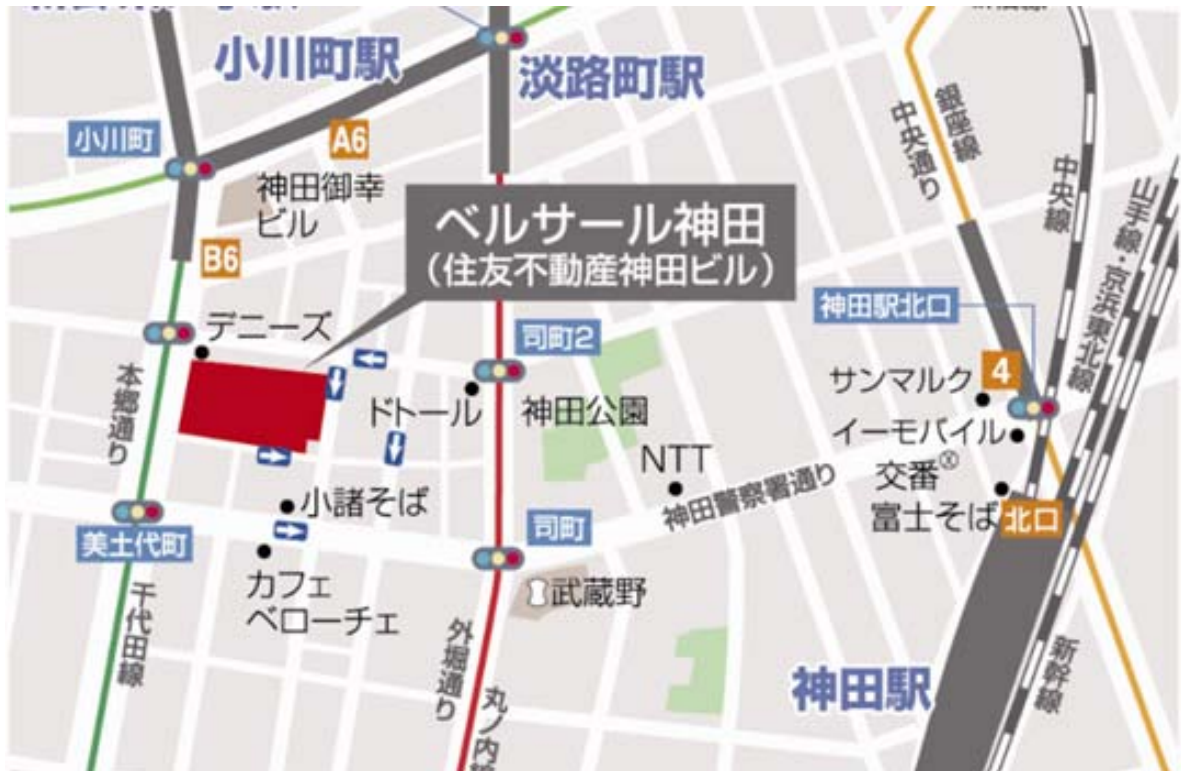 小川町駅
淡路町駅
小川町
A6
神田御幸
ビル
B6
ベルサール神田
(住友不動産神田ビル)
中央通り
銀座線
中央線
山手線・京浜東北線
神田駅北口
デニーズ
司町2
サンマルク
4
本郷通り
ドトール
神田公園
イーモバイル
NTT
交番
神田警察署通り
小諸そば
富士そば
北口
美土代町
司町
カフェ
ベローチェ
武蔵野
千代田線
外堀通り
丸ノ内線
神田駅
新幹線